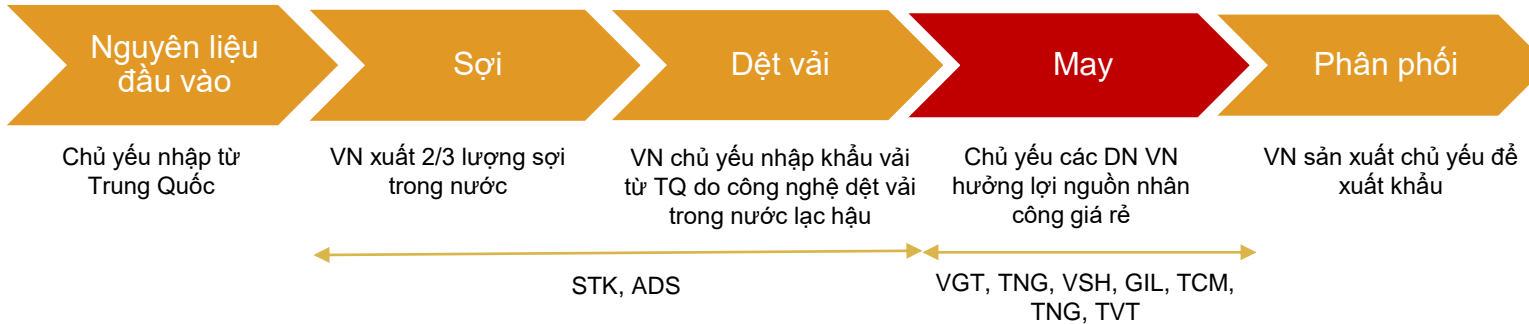 Nguyên liệu
đầu vào
Sợi
Dệt vải
May
Phân phối
Chủ yếu nhập từ
Trung Quốc
VN xuất 2/3 lượng sợi
trong nước
VN chủ yếu nhập khẩu vải
từ TQ do công nghệ dệt vải
trong nước lạc hậu
Chủ yếu các DN VN
hưởng lợi nguồn nhân
công giá rẻ
VN sản xuất chủ yếu để
xuất khẩu
STK, ADS
VGT, TNG, VSH, GIL, TCM,
TNG, TVT